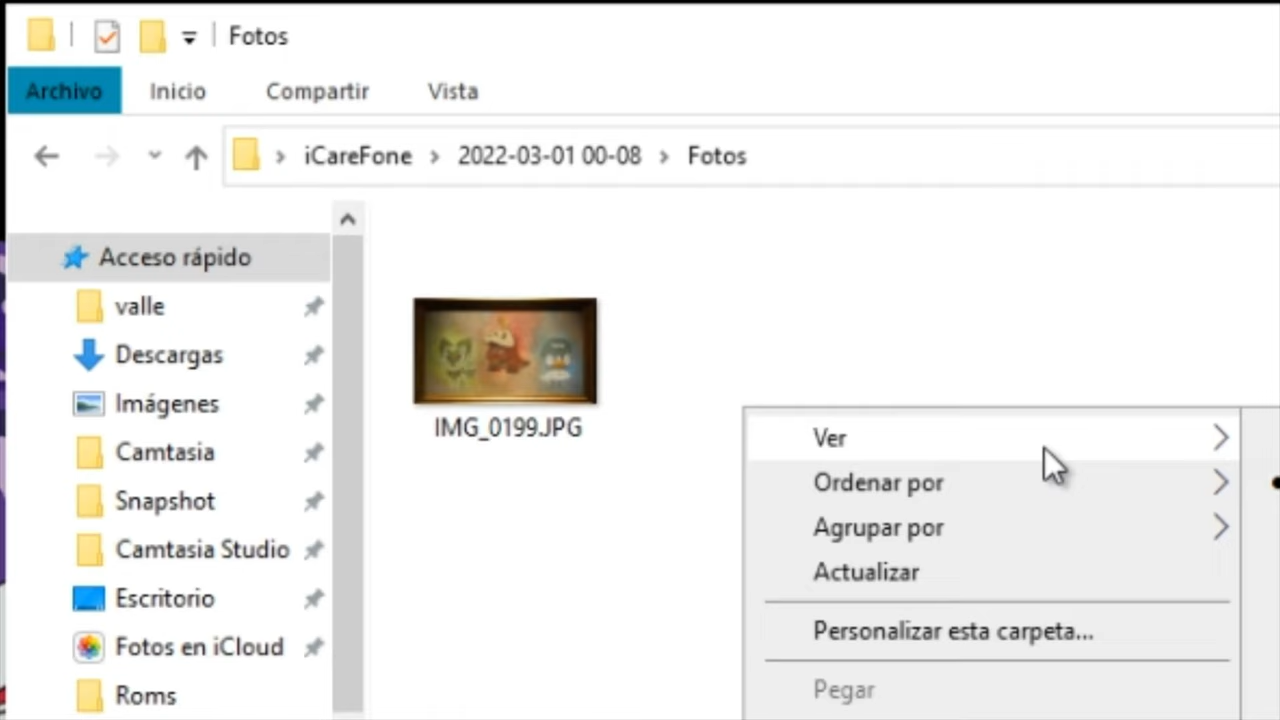 Fotos
Archivo Inicio Compartir Vista
iCareFone 2022-03-01 00-08 Fotos
Acceso rápido
valle
Descargas
Imágenes
Camtasia
Snapshot
Camtasia Studio
Escritorio
Fotos en iCloud
Roms
IMG_0199.JPG
Ver
Ordenar por
Agrupar por
Actualizar
Personalizar esta carpeta...
Pegar